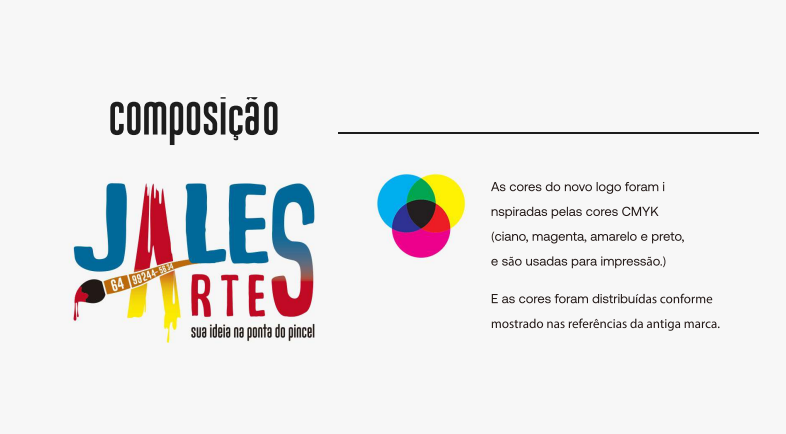 composição
JALES
ARTES
64 99244-5634
sua ideia na ponta do pincel
As cores do novo logo foram i
nspiradas pelas cores CMYK
(ciano, magenta, amarelo e preto,
e são usadas para impressão.)
E as cores foram distribuídas conforme
mostrado nas referências da antiga marca.